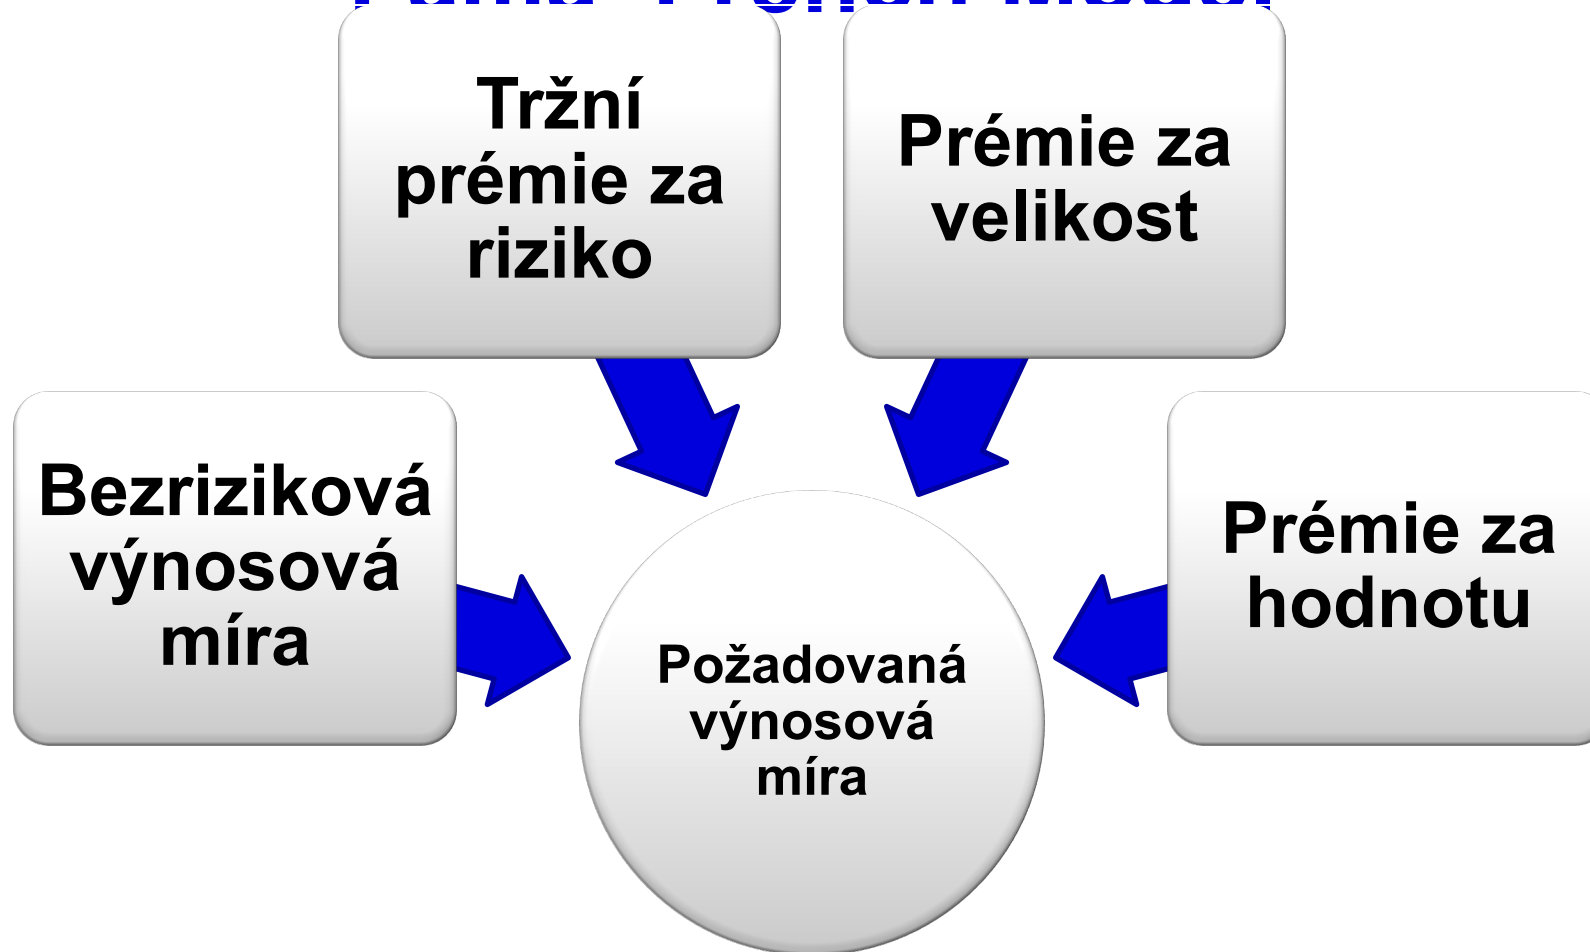 Tržní
prémie za
riziko
Prémie za
velikost
Bezriziková
výnosová
míra
Prémie za
hodnotu
Požadovaná
výnosová
míra